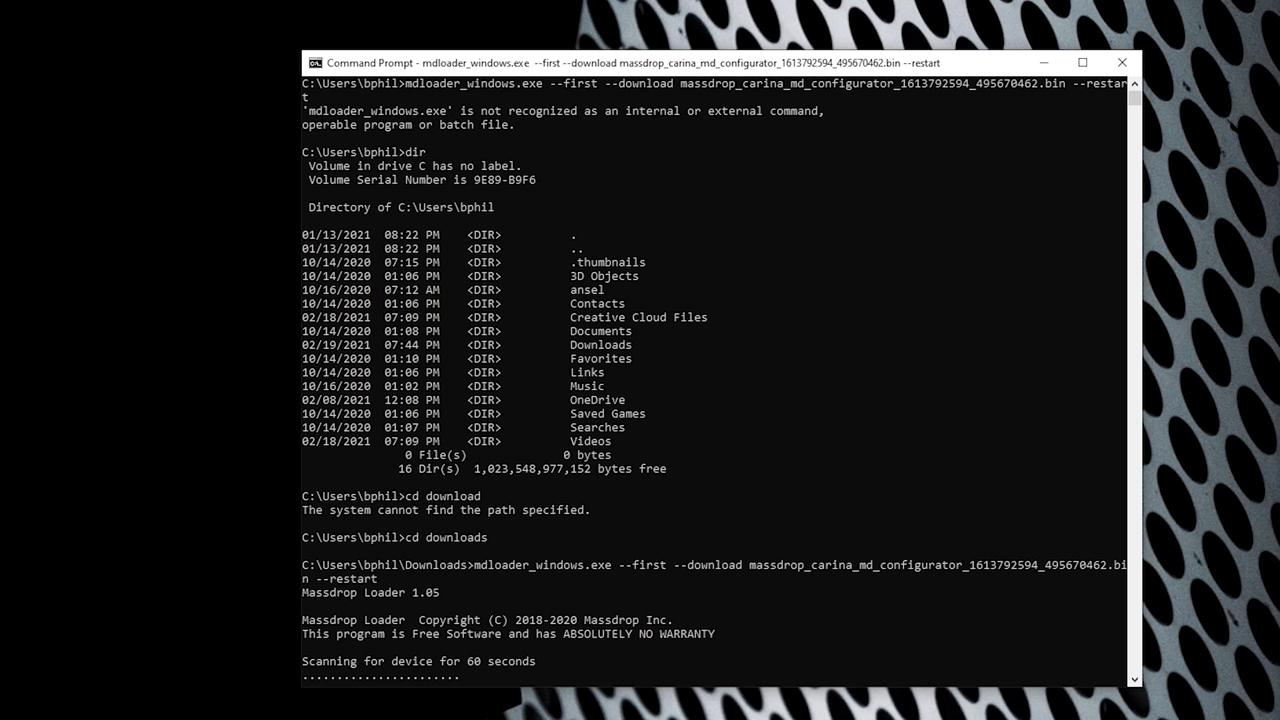 Command Prompt - mdloader_windows.exe --first --download massdrop_carina_md_configurator_1613792594_495670462.bin --restart
C:\Users\bphil>mdloader_windows.exe --first --download massdrop_carina_md_configurator_1613792594_495670462.bin --restar
t
'mdloader_windows.exe' is not recognized as an internal or external command,
operable program or batch file.
C:\Users\bphil>dir
Volume in drive C has no label.
Volume Serial Number is 9E89-B9F6
Directory of C:\Users\bphil
01/13/2021 08:22 PM <DIR> .
01/13/2021 08:22 PM <DIR> ..
10/14/2020 07:15 PM <DIR> .thumbnails
10/14/2020 01:06 PM <DIR> 3D Objects
10/16/2020 07:12 AM <DIR> ansel
10/14/2020 01:06 PM <DIR> Contacts
02/18/2021 07:09 PM <DIR> Creative Cloud Files
10/14/2020 01:08 PM <DIR> Documents
02/19/2021 07:44 PM <DIR> Downloads
10/14/2020 01:10 PM <DIR> Favorites
10/14/2020 01:06 PM <DIR> Links
10/16/2020 01:02 PM <DIR> Music
02/08/2021 12:08 PM <DIR> OneDrive
10/14/2020 01:06 PM <DIR> Saved Games
10/14/2020 01:07 PM <DIR> Searches
02/18/2021 07:09 PM <DIR> Videos
0 File(s) 0 bytes
16 Dir(s) 1,023,548,977,152 bytes free
C:\Users\bphil>cd download
The system cannot find the path specified.
C:\Users\bphil>cd downloads
C:\Users\bphil\Downloads>mdloader_windows.exe --first --download massdrop_carina_md_configurator_1613792594_495670462.bi
n --restart
Massdrop Loader 1.05
Massdrop Loader Copyright (C) 2018-2020 Massdrop Inc.
This program is Free Software and has ABSOLUTELY NO WARRANTY
Scanning for device for 60 seconds
.......................